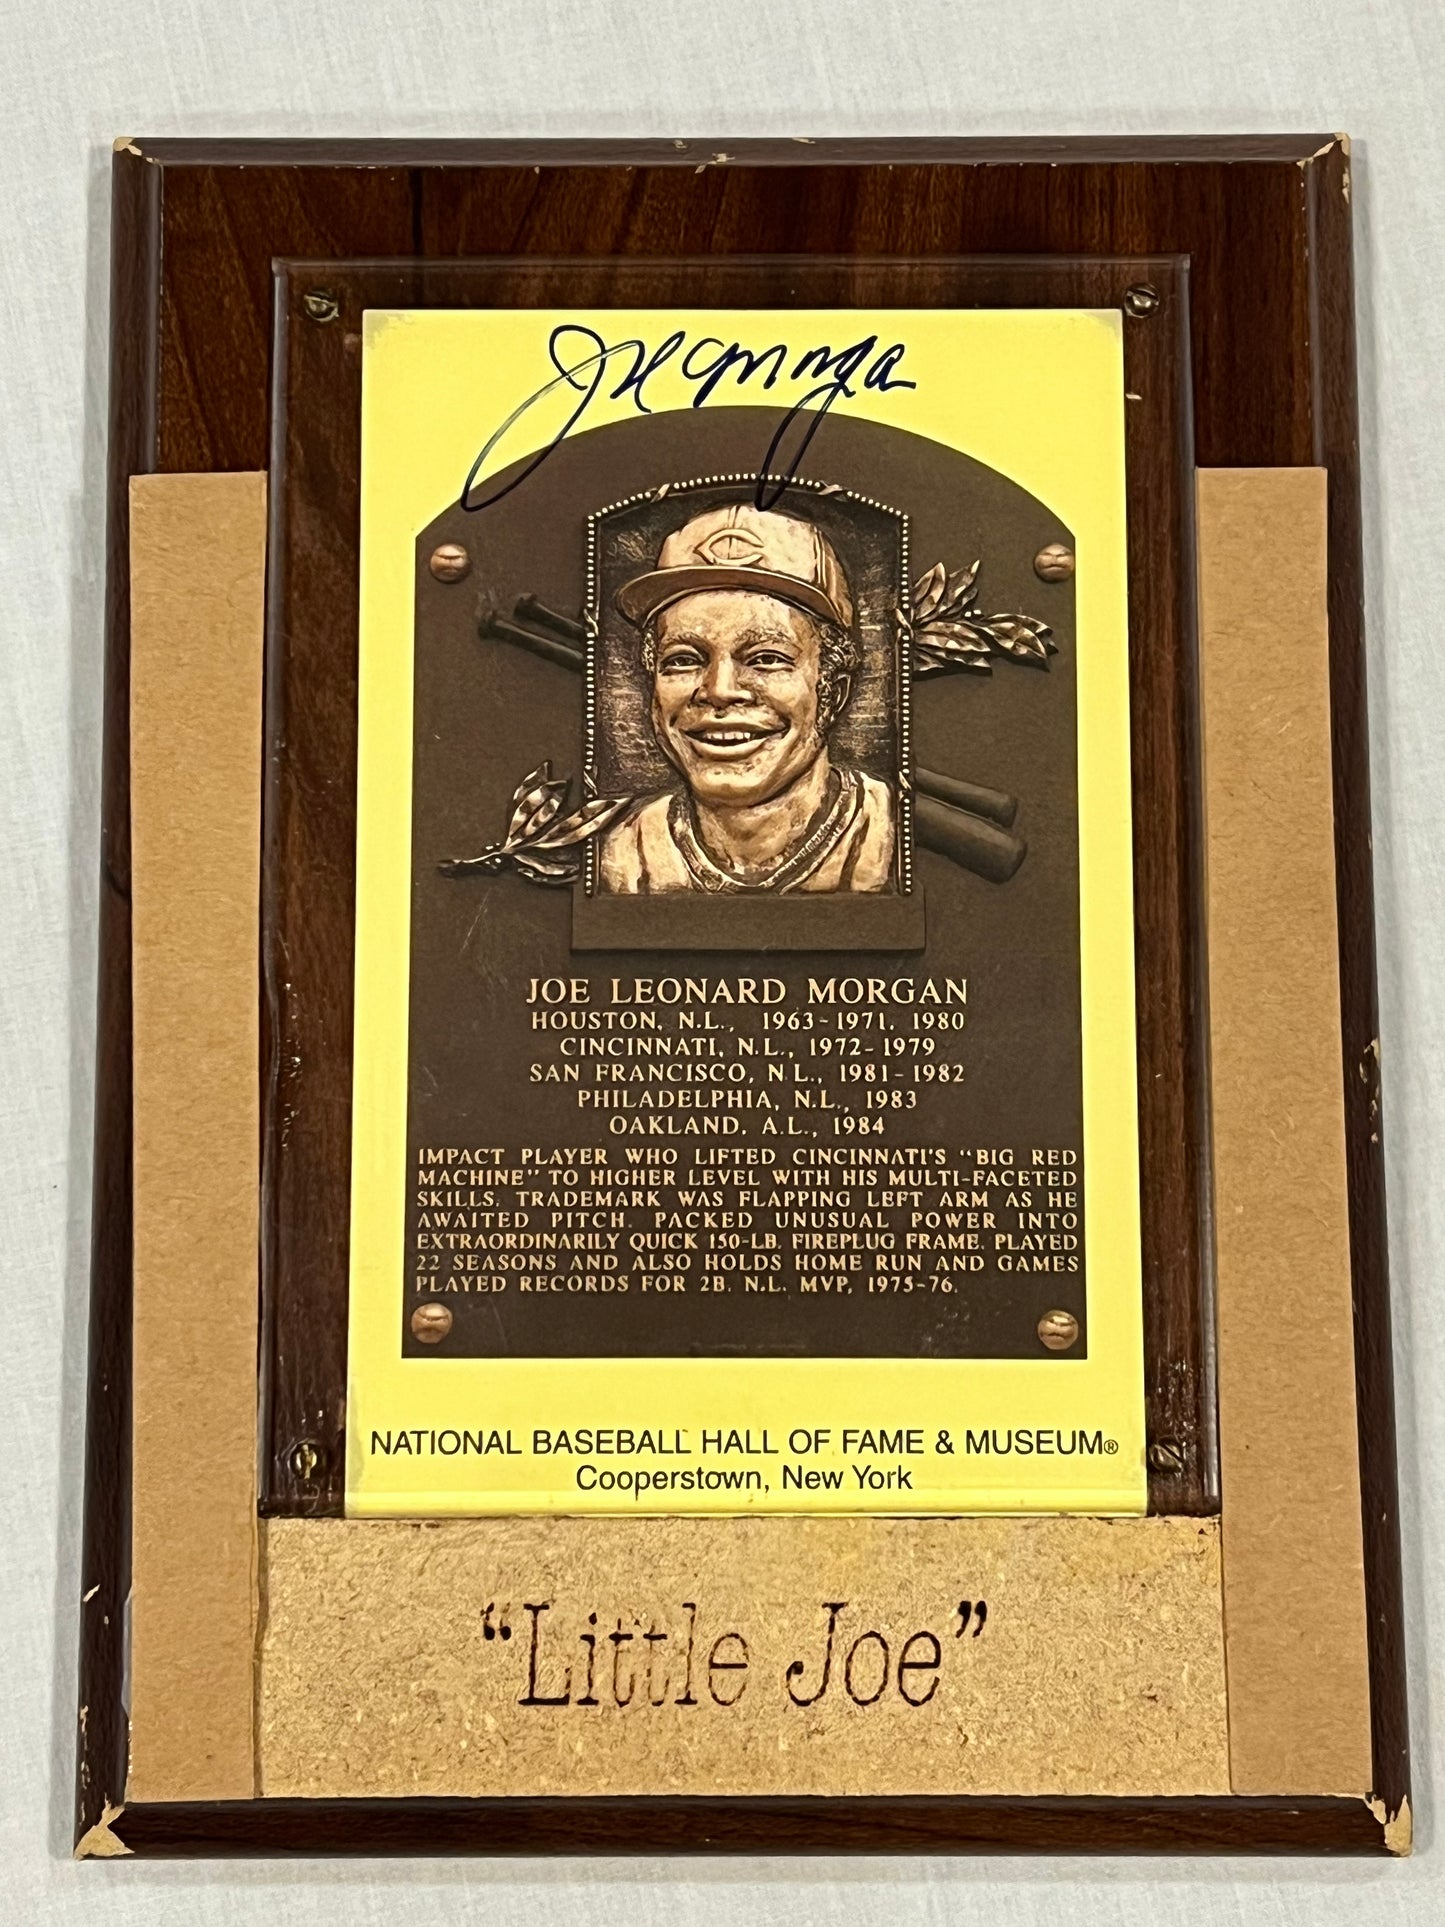 Joe Morgan
JOE LEONARD MORGAN
HOUSTON, N.L., 1963-1971, 1980
CINCINNATI, N.L., 1972-1979
SAN FRANCISCO, N.L., 1981-1982
PHILADELPHIA, N.L., 1983
OAKLAND, A.L., 1984
IMPACT PLAYER WHO LIFTED CINCINNATI'S "BIG RED
MACHINE" TO HIGHER LEVEL WITH HIS MULTI-FACETED
SKILLS. TRADEMARK WAS FLAPPING LEFT ARM AS HE
AWAITED PITCH. PACKED UNUSUAL POWER INTO
EXTRAORDINARILY QUICK 150-LB. FIREPLUG FRAME. PLAYED
22 SEASONS AND ALSO HOLDS HOME RUN AND GAMES
PLAYED RECORDS FOR 2B. N.L. MVP, 1975-76.
NATIONAL BASEBALL HALL OF FAME & MUSEUM®
Cooperstown, New York
“Little Joe”